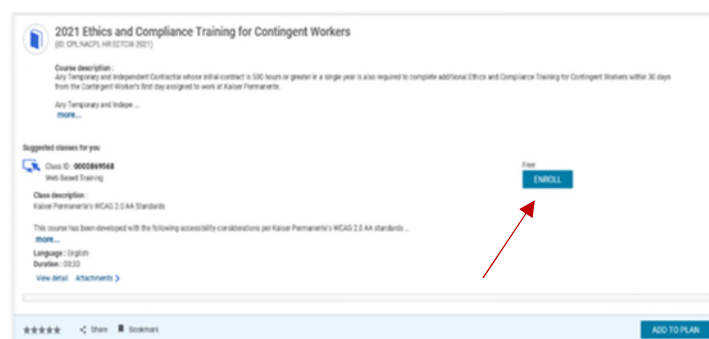 2021 Ethics and Compliance Training for Contingent Workers
(ID: CPL NACPL HR ECTCW 2021)
Course description :
Any Temporary and Independent Contractor whose initial contract is 500 hours or greater in a single year is also required to complete additional Ethics and Compliance Training for Contingent Workers within 30 days
from the Contingent Worker's first day assigned to work at Kaiser Permanente.
Any Temporary and Indepe ...
more...
Suggested classes for you
Class ID : 0000869568
Free
Web Based Training
ENROLL
Class description :
Kaiser Permanente's WCAG 2.0 AA Standards
This course has been developed with the following accessibility considerations per Kaiser Permanente's WCAG 2.0 AA standards ...
more...
Language : English
Duration : 00:30
View detail Attachments >
Share Bookmark ADD TO PLAN